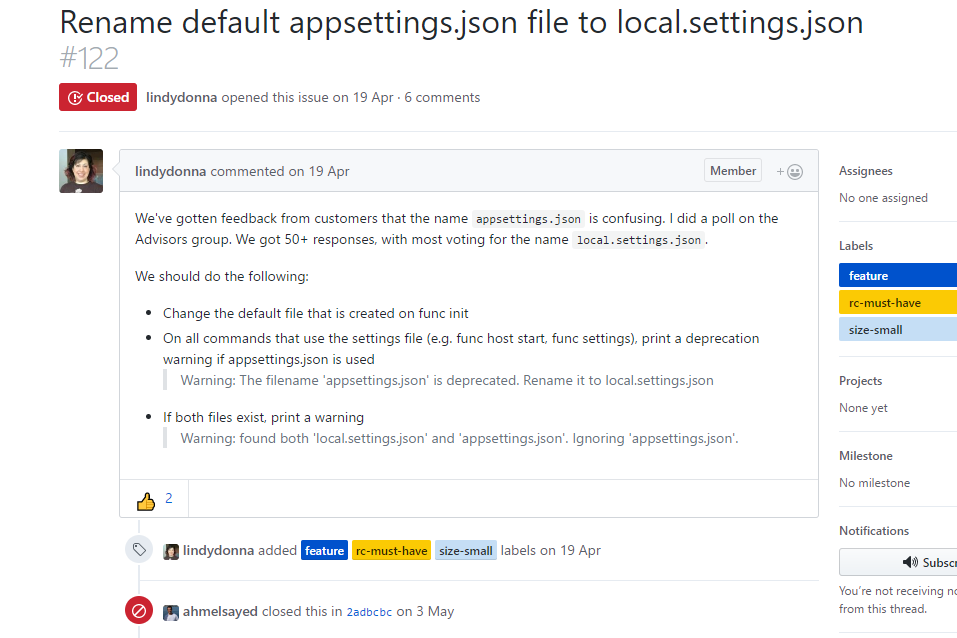 Rename default appsettings.json file to local.settings.json
#122
Closed lindydonna opened this issue on 19 Apr · 6 comments
lindydonna commented on 19 Apr
Member
We've gotten feedback from customers that the name appsettings.json is confusing. I did a poll on the
Advisors group. We got 50+ responses, with most voting for the name local.settings.json.
We should do the following:
• Change the default file that is created on func init
• On all commands that use the settings file (e.g. func host start, func settings), print a deprecation
warning if appsettings.json is used
Warning: The filename 'appsettings.json' is deprecated. Rename it to local.settings.json
• If both files exist, print a warning
Warning: found both 'local.settings.json' and 'appsettings.json'. Ignoring 'appsettings.json'.
2
lindydonna added feature rc-must-have size-small labels on 19 Apr
ahmelsayed closed this in 2adbcbc on 3 May
Assignees
No one assigned
Labels
feature
rc-must-have
size-small
Projects
None yet
Milestone
No milestone
Notifications
Subscr
You're not receiving no
from this thread.